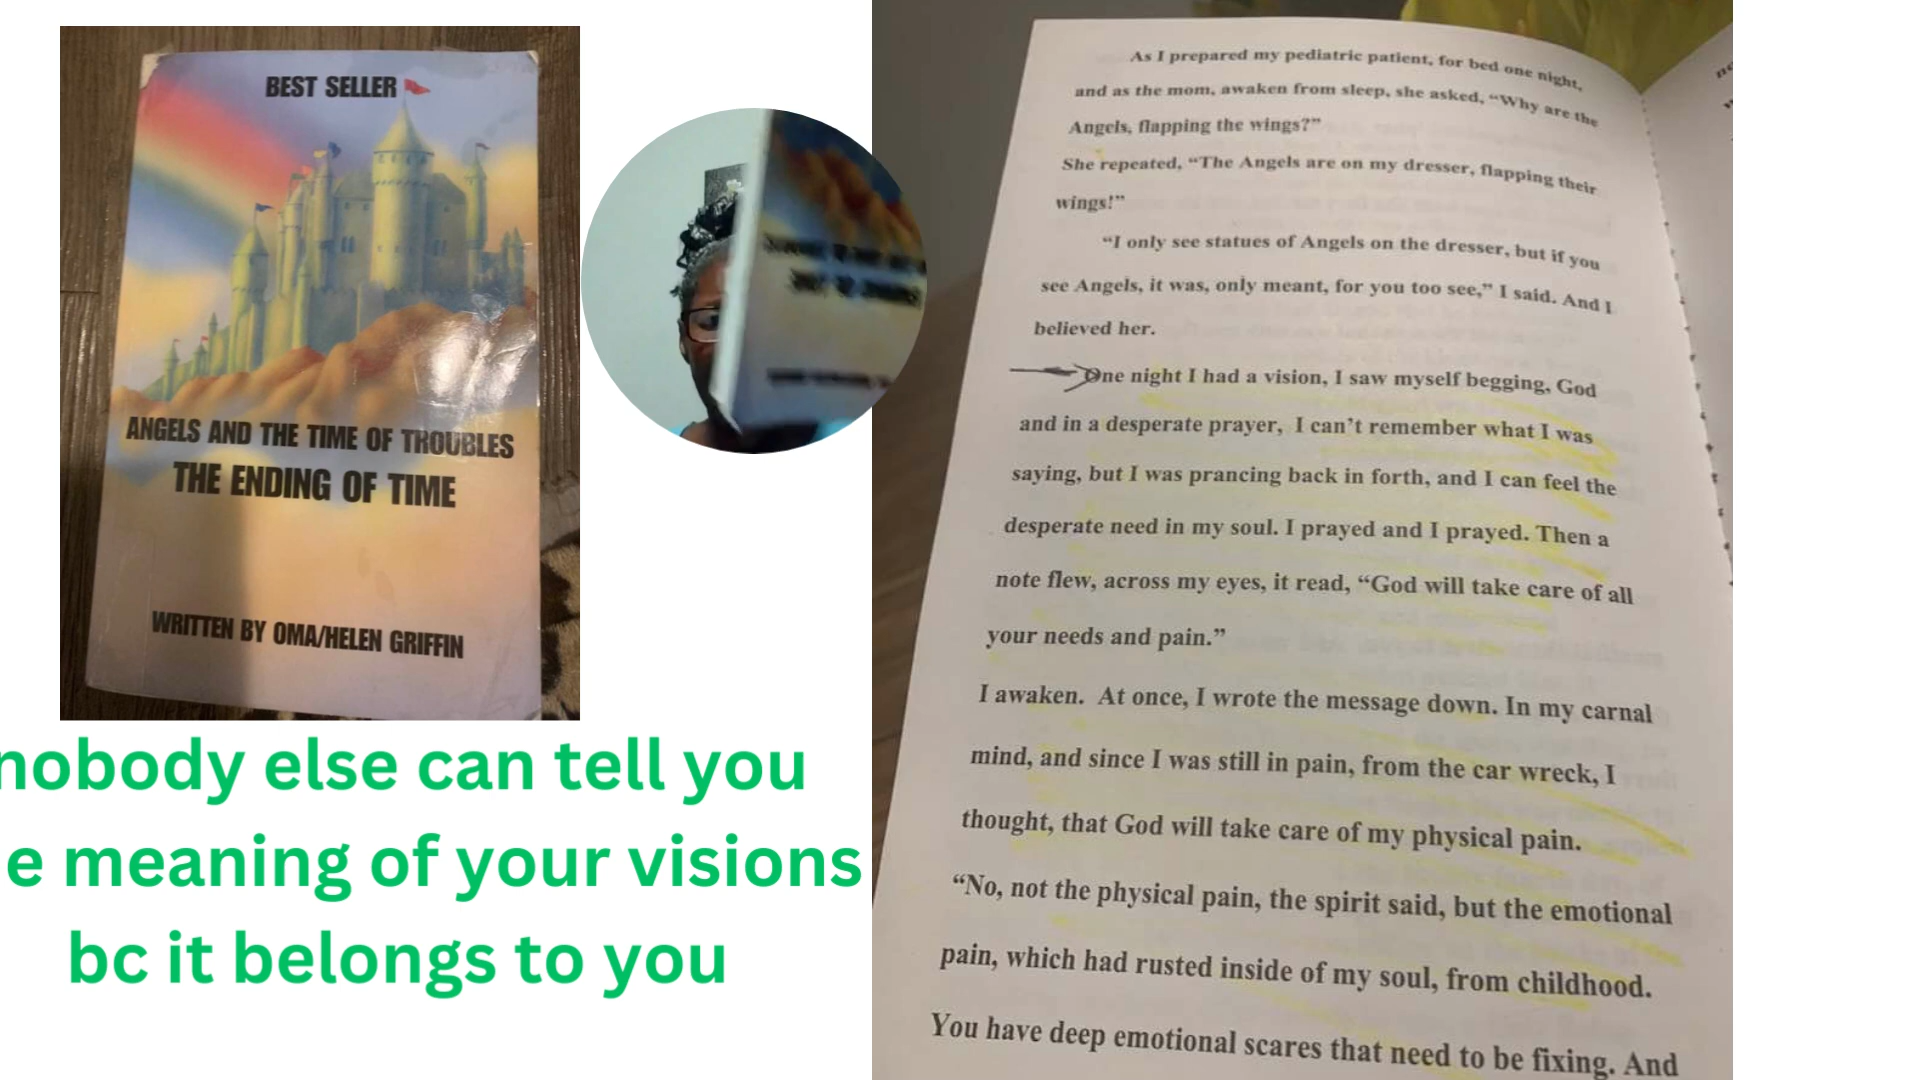 BEST SELLER
ANGELS AND THE TIME OF TROUBLES
THE ENDING OF TIME
WRITTEN BY OMA/HELEN GRIFFIN
nobody else can tell you
e meaning of your visions
bc it belongs to you
As I prepared my pediatric patient, for bed one night,
and as the mom, awaken from sleep, she asked, “Why are the
Angels, flapping the wings?”
She repeated, “The Angels are on my dresser, flapping their
wings!”
“I only see statues of Angels on the dresser, but if you
see Angels, it was, only meant, for you too see,” I said. And I
believed her.
One night I had a vision, I saw myself begging, God
and in a desperate prayer, I can’t remember what I was
saying, but I was prancing back in forth, and I can feel the
desperate need in my soul. I prayed and I prayed. Then a
note flew, across my eyes, it read, “God will take care of all
your needs and pain.”
I awaken. At once, I wrote the message down. In my carnal
mind, and since I was still in pain, from the car wreck, I
thought, that God will take care of my physical pain.
“No, not the physical pain, the spirit said, but the emotional
pain, which had rusted inside of my soul, from childhood.
You have deep emotional scares that need to be fixing. And